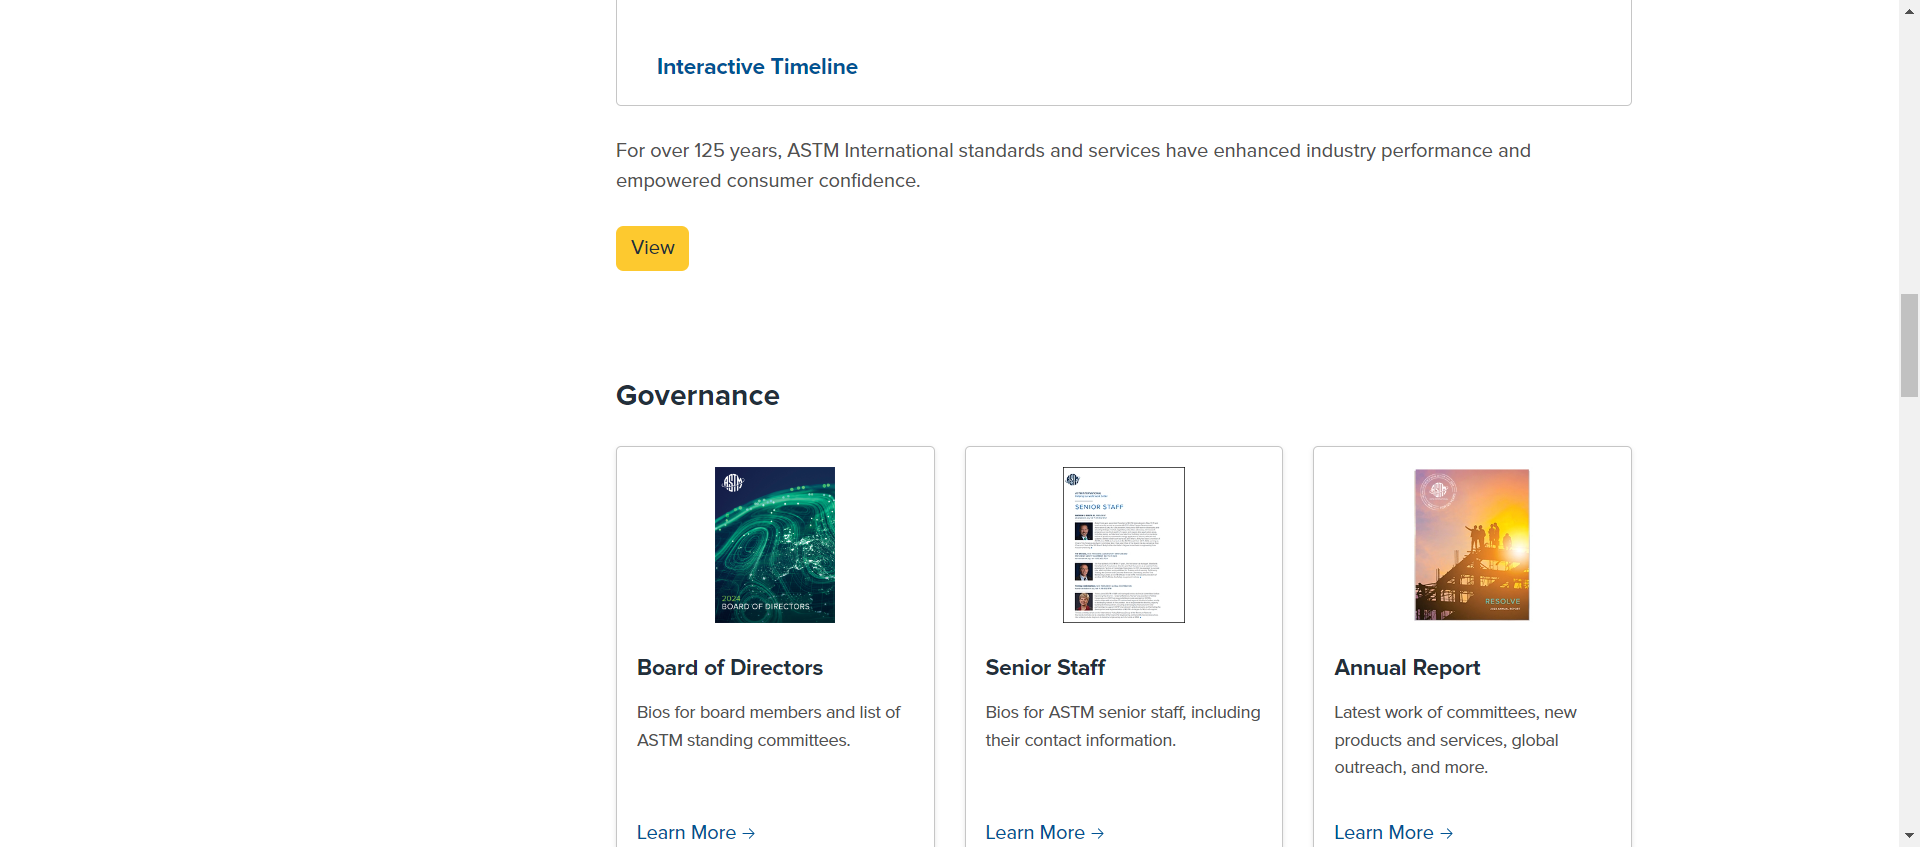 Interactive Timeline
For over 125 years, ASTM International standards and services have enhanced industry performance and
empowered consumer confidence.
View
Governance
ASTM
2024
BOARD OF DIRECTORS
Board of Directors
Bios for board members and list of
ASTM standing committees.
Learn More →
SENIOR STAFF
Senior Staff
Bios for ASTM senior staff, including
their contact information.
Learn More →
ASTM
RESOLVE
Annual Report
Latest work of committees, new
products and services, global
outreach, and more.
Learn More →